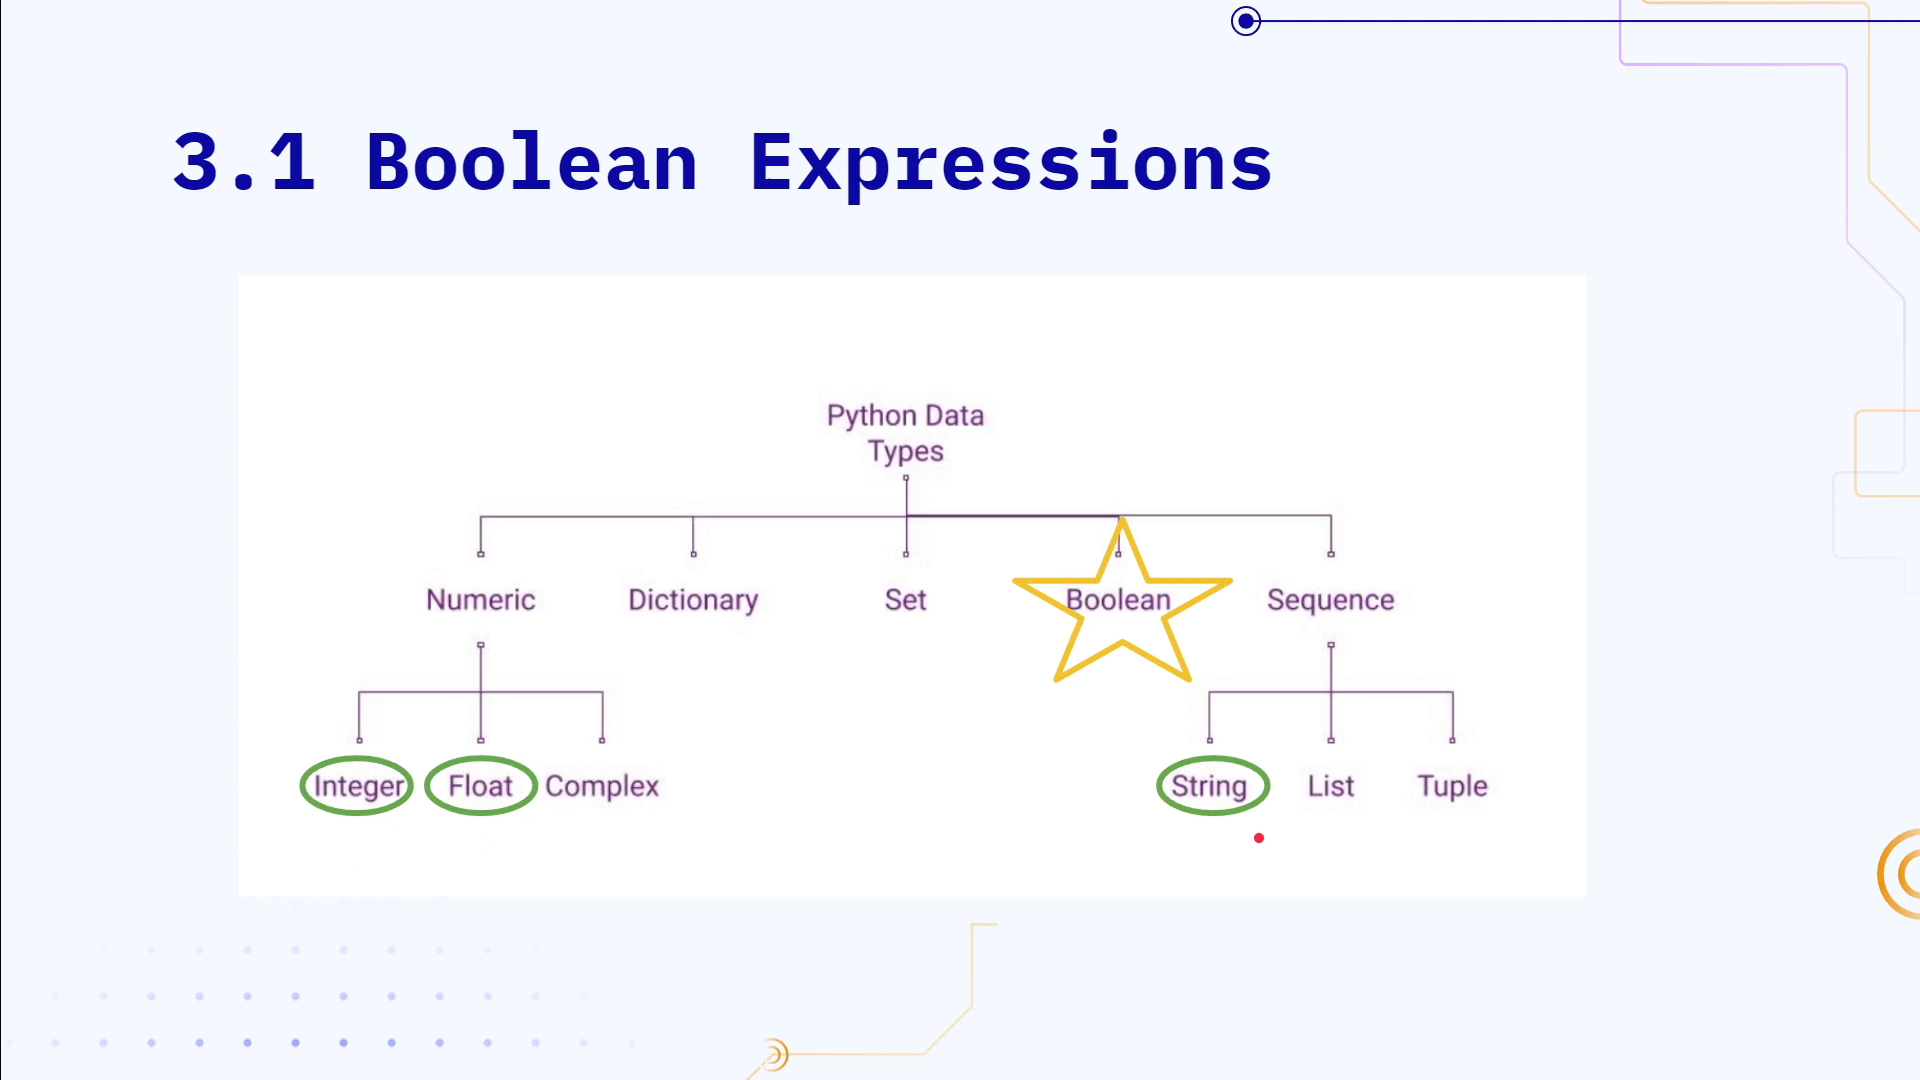 3.1 Boolean Expressions
Python Data
Types
Numeric Dictionary Set Boolean Sequence
Integer Float Complex String List Tuple